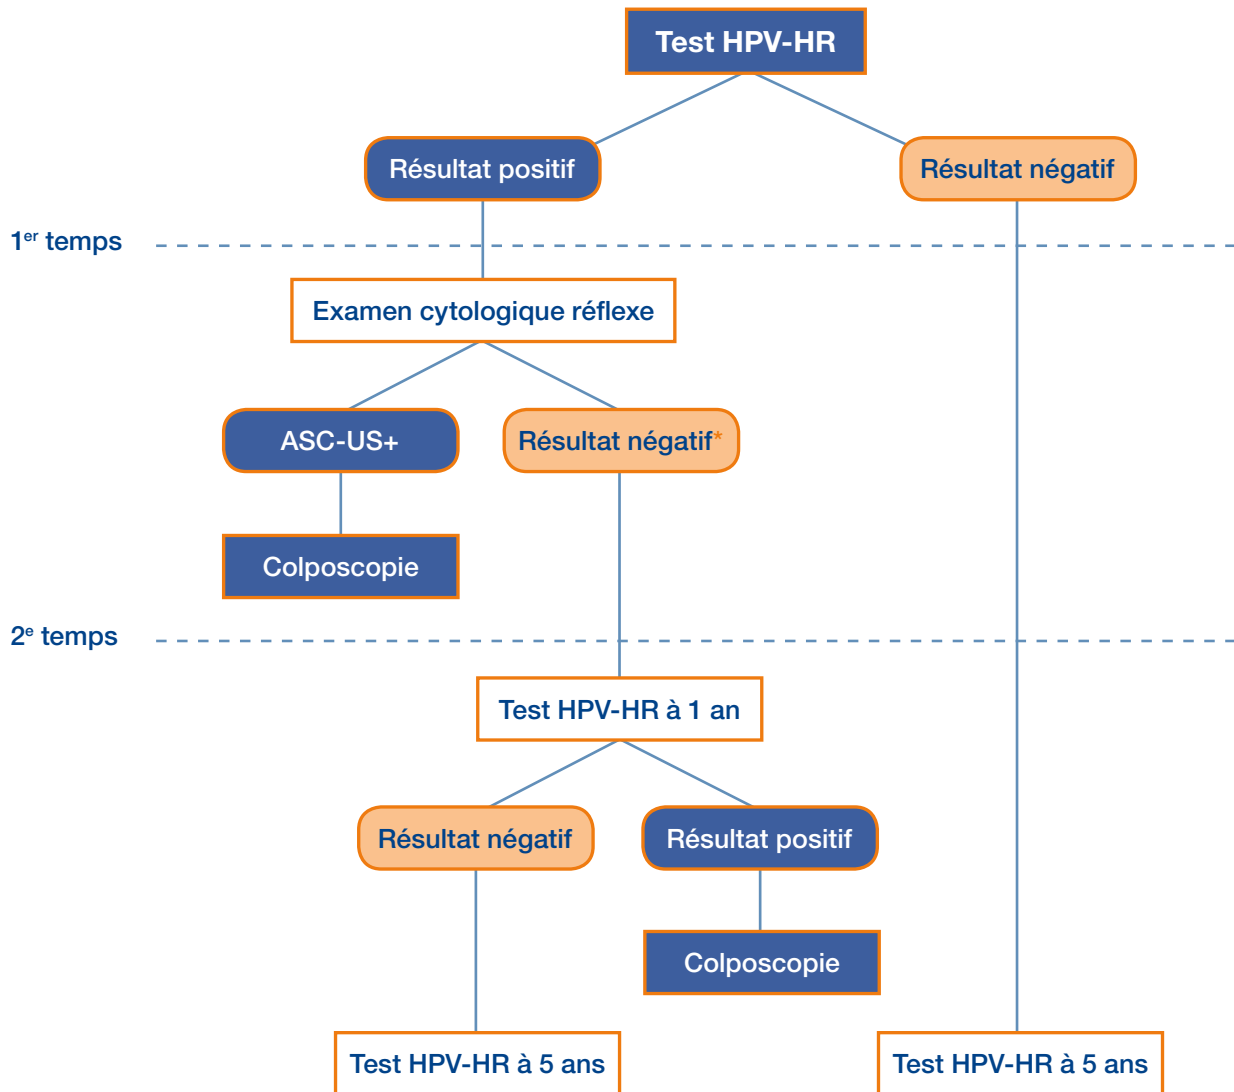 Test HPV-HR
Résultat positif
Résultat négatif
1er temps
Examen cytologique réflexe
ASC-US+
Résultat négatif*
Colposcopie
2e temps
Test HPV-HR à 1 an
Résultat négatif
Résultat positif
Colposcopie
Test HPV-HR à 5 ans
Test HPV-HR à 5 ans